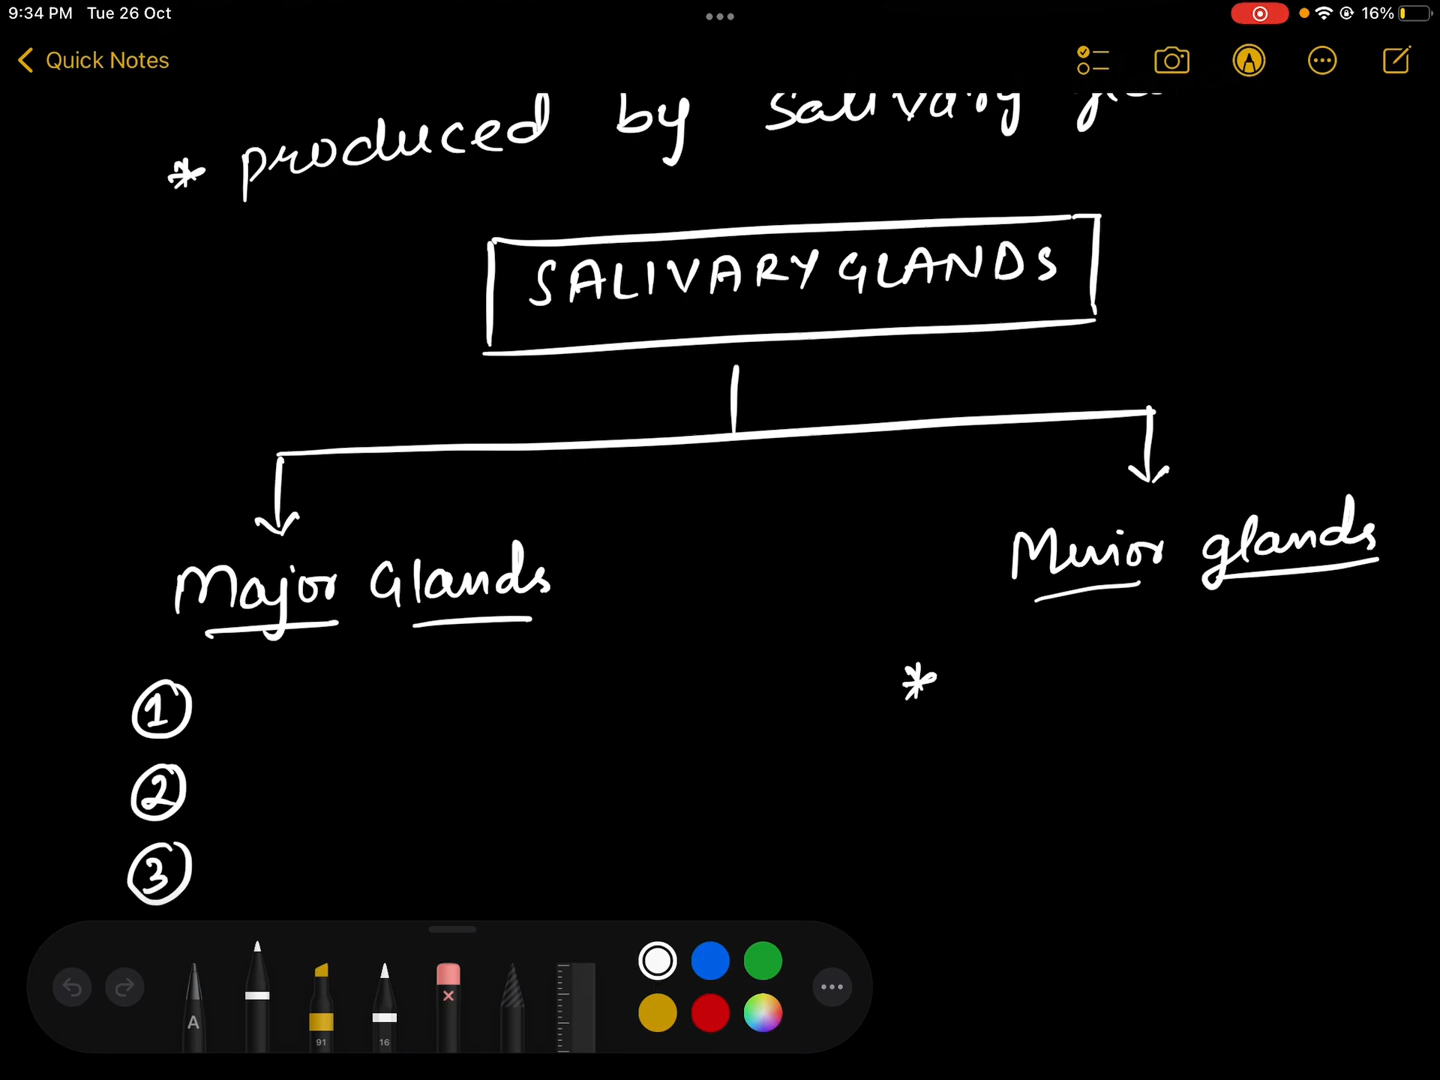 9:34 PM Tue 26 Oct
16%
Quick Notes
* produced by salivary
SALIVARY GLANDS
Major Glands
Minor glands
1
*
2
3
A
91
16